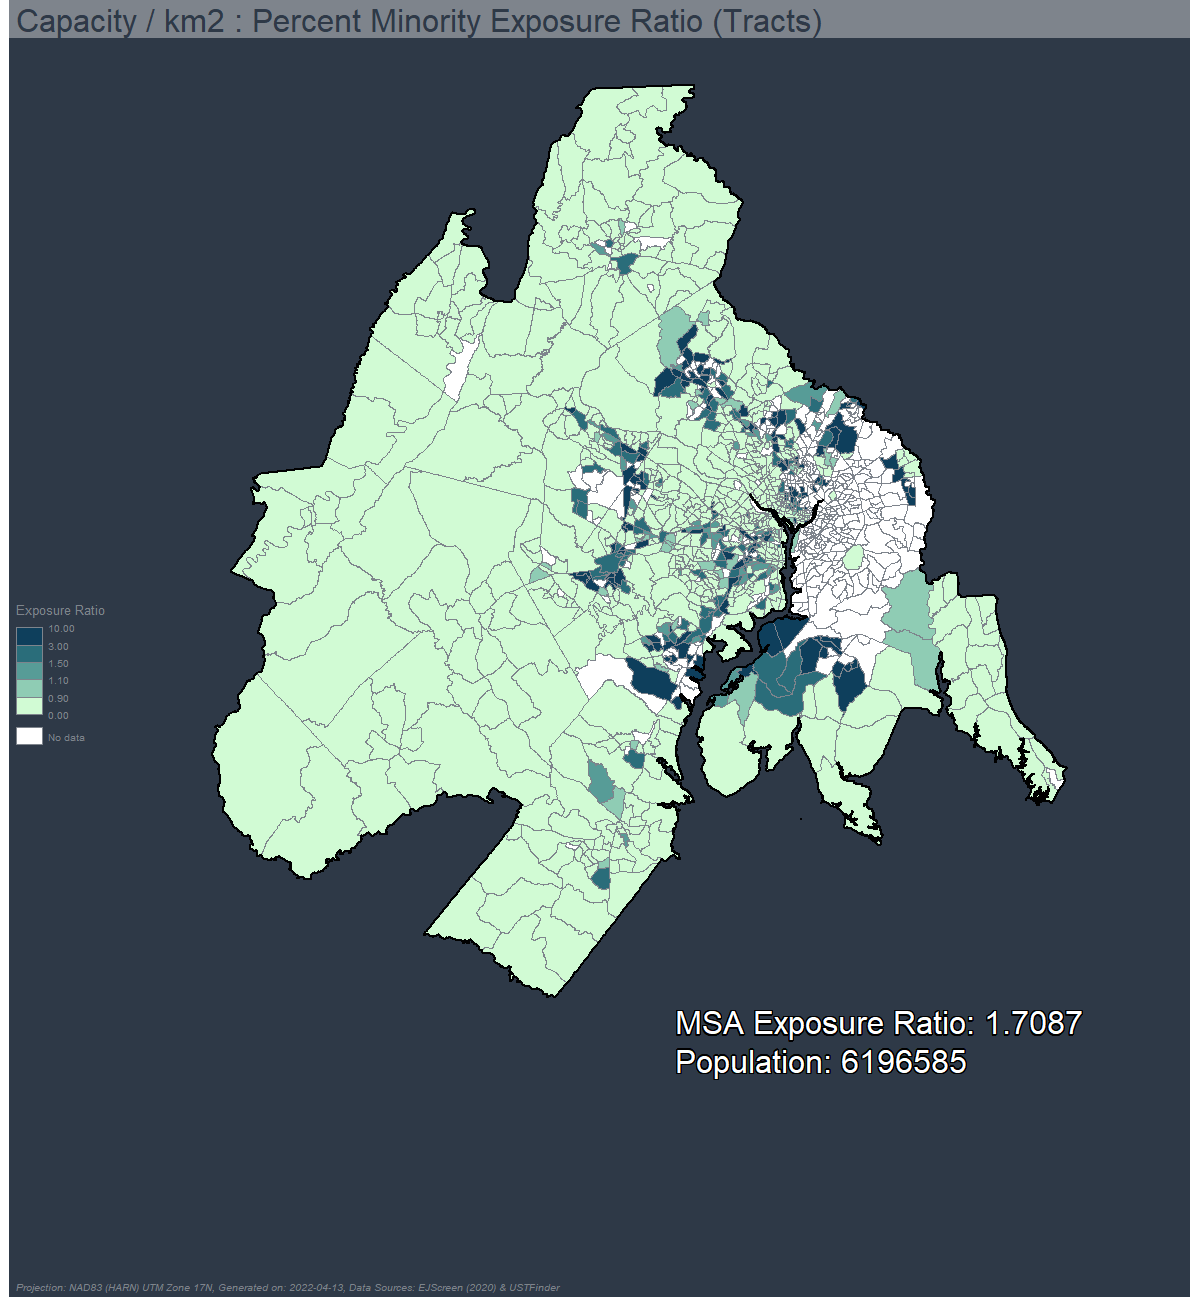 Capacity / km2 : Percent Minority Exposure Ratio (Tracts)
Exposure Ratio
10.00
3.00
1.50
1.10
0.90
0.00
No data
MSA Exposure Ratio: 1.7087
Population: 6196585
Projection: NAD83 (HARN) UTM Zone 17N, Generated on: 2022-04-13, Data Sources: EJScreen (2020) & USTFinder